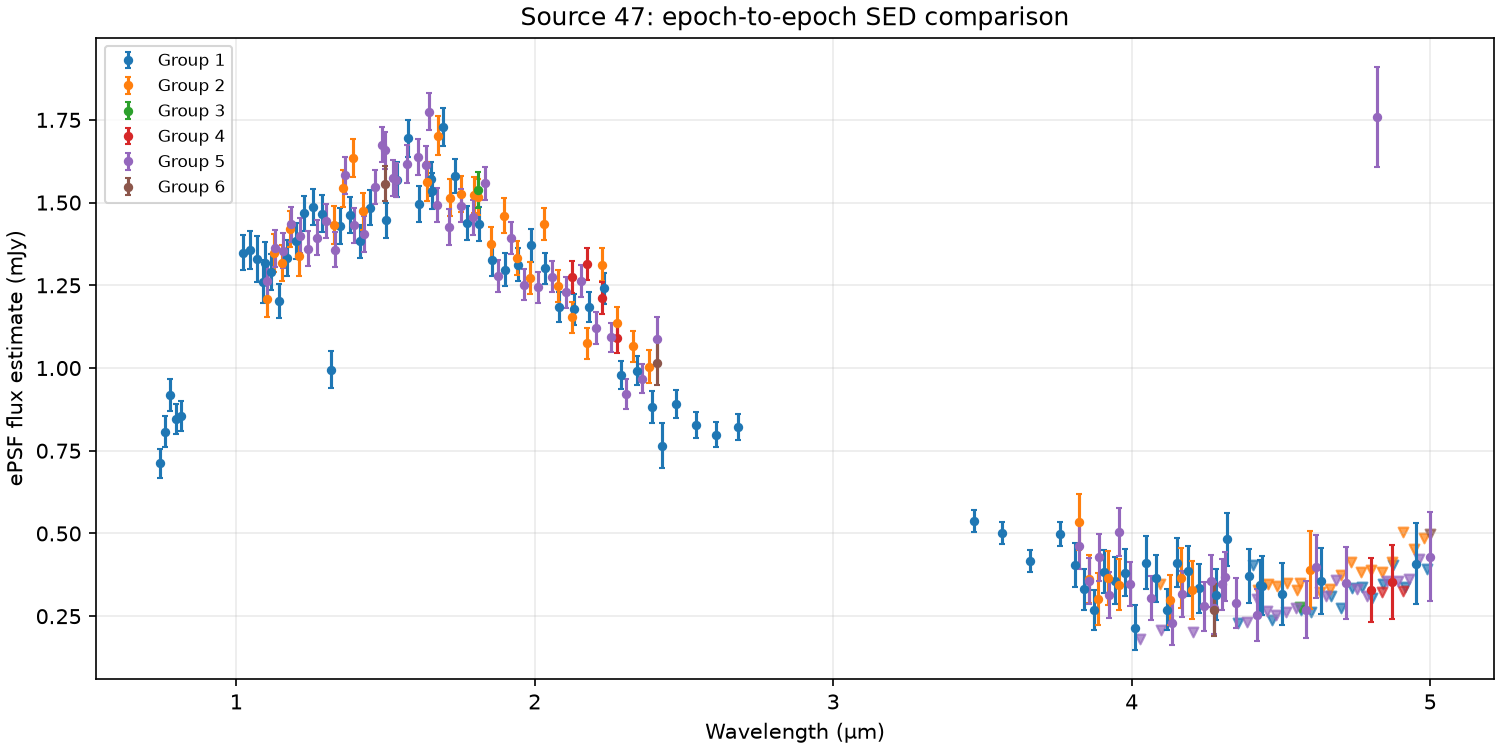 Source 47: epoch-to-epoch SED comparison
Group 1
Group 2
Group 3
Group 4
Group 5
Group 6
ePSF flux estimate (mJy)
1.75
1.50
1.25
1.00
0.75
0.50
0.25
1 2 3 4 5
Wavelength (μm)